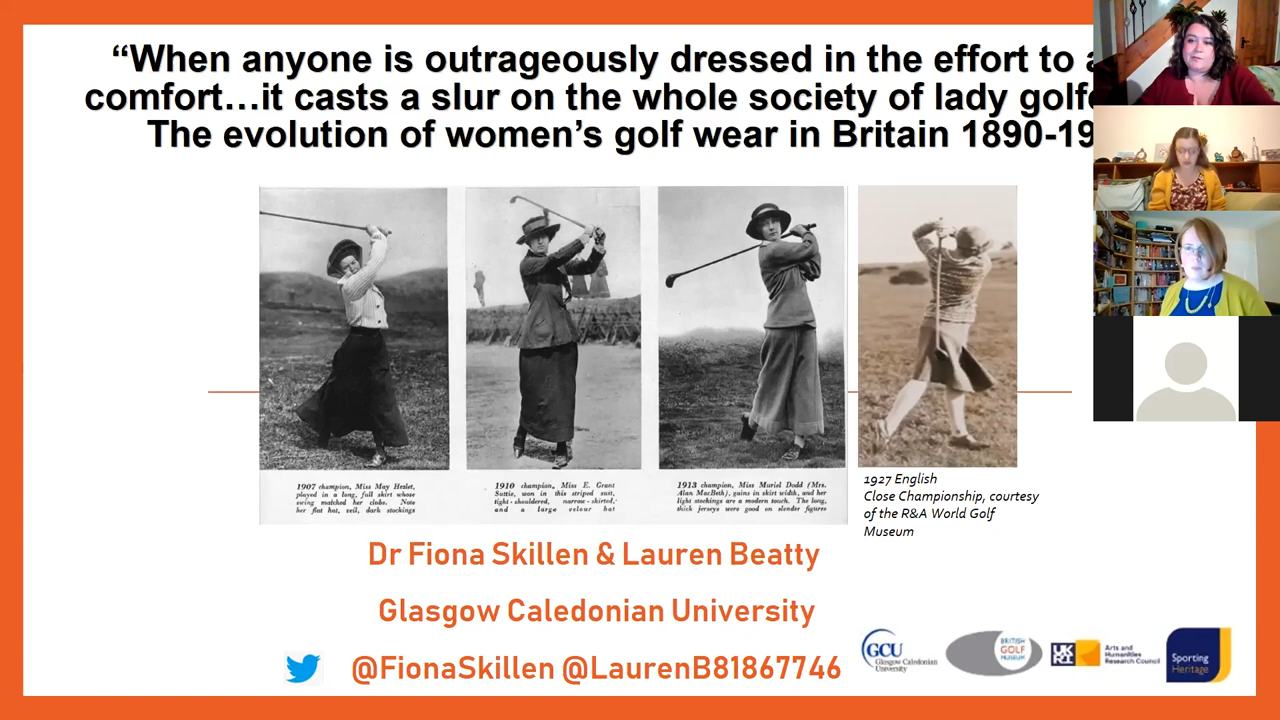 “When anyone is outrageously dressed in the effort to a
comfort…it casts a slur on the whole society of lady golf
The evolution of women’s golf wear in Britain 1890-19
1907 champion, Miss May Hezlet,
played in a long, full skirt whose
swing matched her clubs. Note
her flat hat, veil, dark stockings
1910 champion, Miss E. Grant
Suttie, won in this striped suit,
tight-shouldered, narrow-skirted,
and a large velour hat
1913 champion, Miss Muriel Dodd (Mrs.
Alan MacBeth), gains in skirt width, and her
light stockings are a modern touch. The long,
thick jerseys were good on slender figures
1927 English
Close Championship, courtesy
of the R&A World Golf
Museum
Dr Fiona Skillen & Lauren Beatty
Glasgow Caledonian University
@FionaSkillen @LaurenB81867746
GCU
Glasgow Caledonian
University
BRITISH
GOLF
MUSEUM
UK
RI
Arts and
Humanities
Research Council
Sporting
Heritage